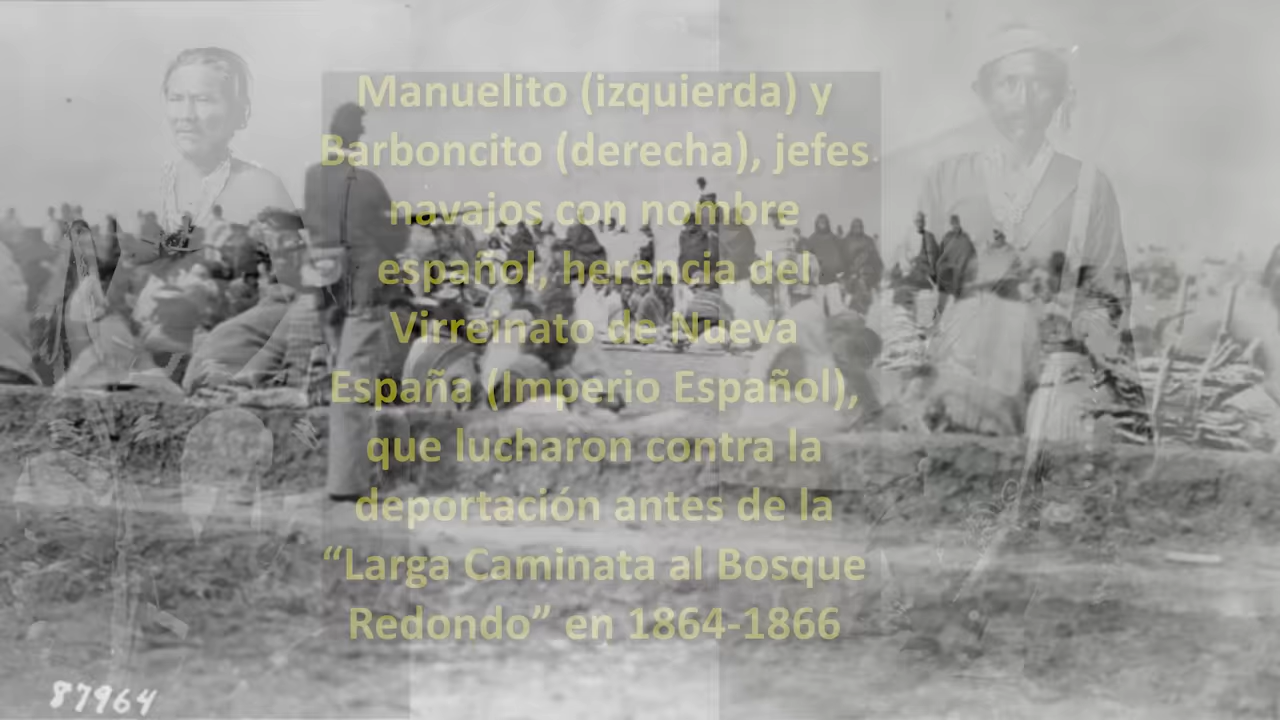 Manuelito (izquierda) y
Barboncito (derecha), jefes
navajos con nombre
español, herencia del
Virreinato de Nueva
España (Imperio Español),
que lucharon contra la
deportación antes de la
“Larga Caminata al Bosque
Redondo” en 1864-1866
87964